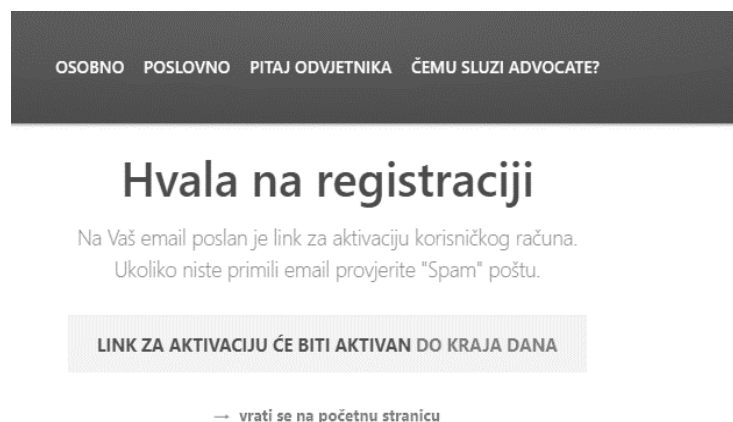 OSOBNO POSLOVNO PITAJ ODVJETNIKA ČEMU SLUZI ADVOCATE?
Hvala na registraciji
Na Vaš email poslan je link za aktivaciju korisničkog računa.
Ukoliko niste primili email provjerite "Spam" poštu.
LINK ZA AKTIVACIJU ĆE BITI AKTIVAN DO KRAJA DANA
→ vrati se na početnu stranicu